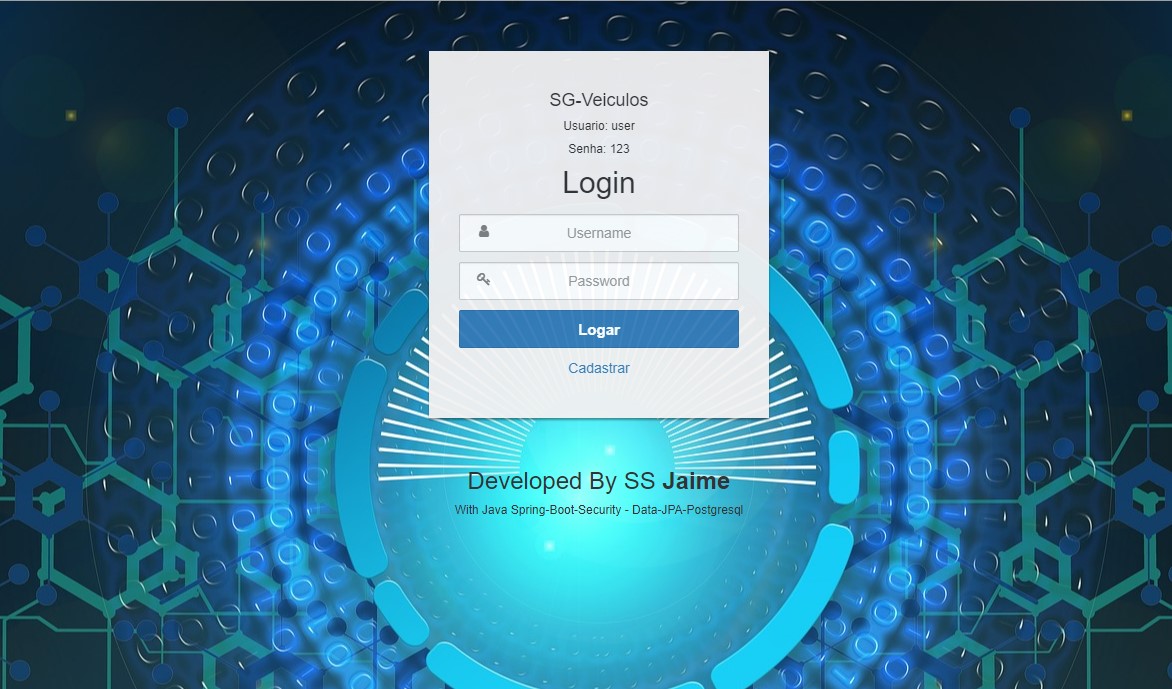 SG-Veiculos
Usuario: user
Senha: 123
Login
Username
Password
Logar
Cadastrar
Developed By SS Jaime
With Java Spring-Boot-Security - Data-JPA-Postgresql